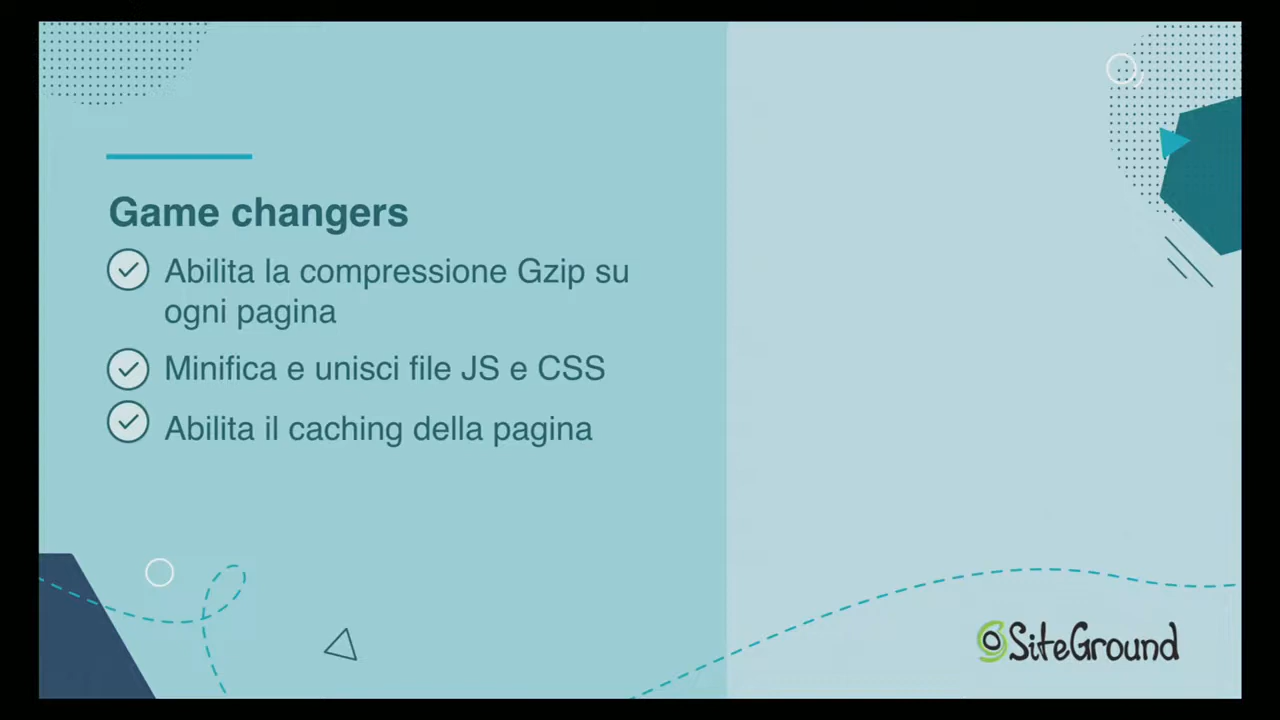 Game changers
Abilita la compressione Gzip su
ogni pagina
Minifica e unisci file JS e CSS
Abilita il caching della pagina
SiteGround